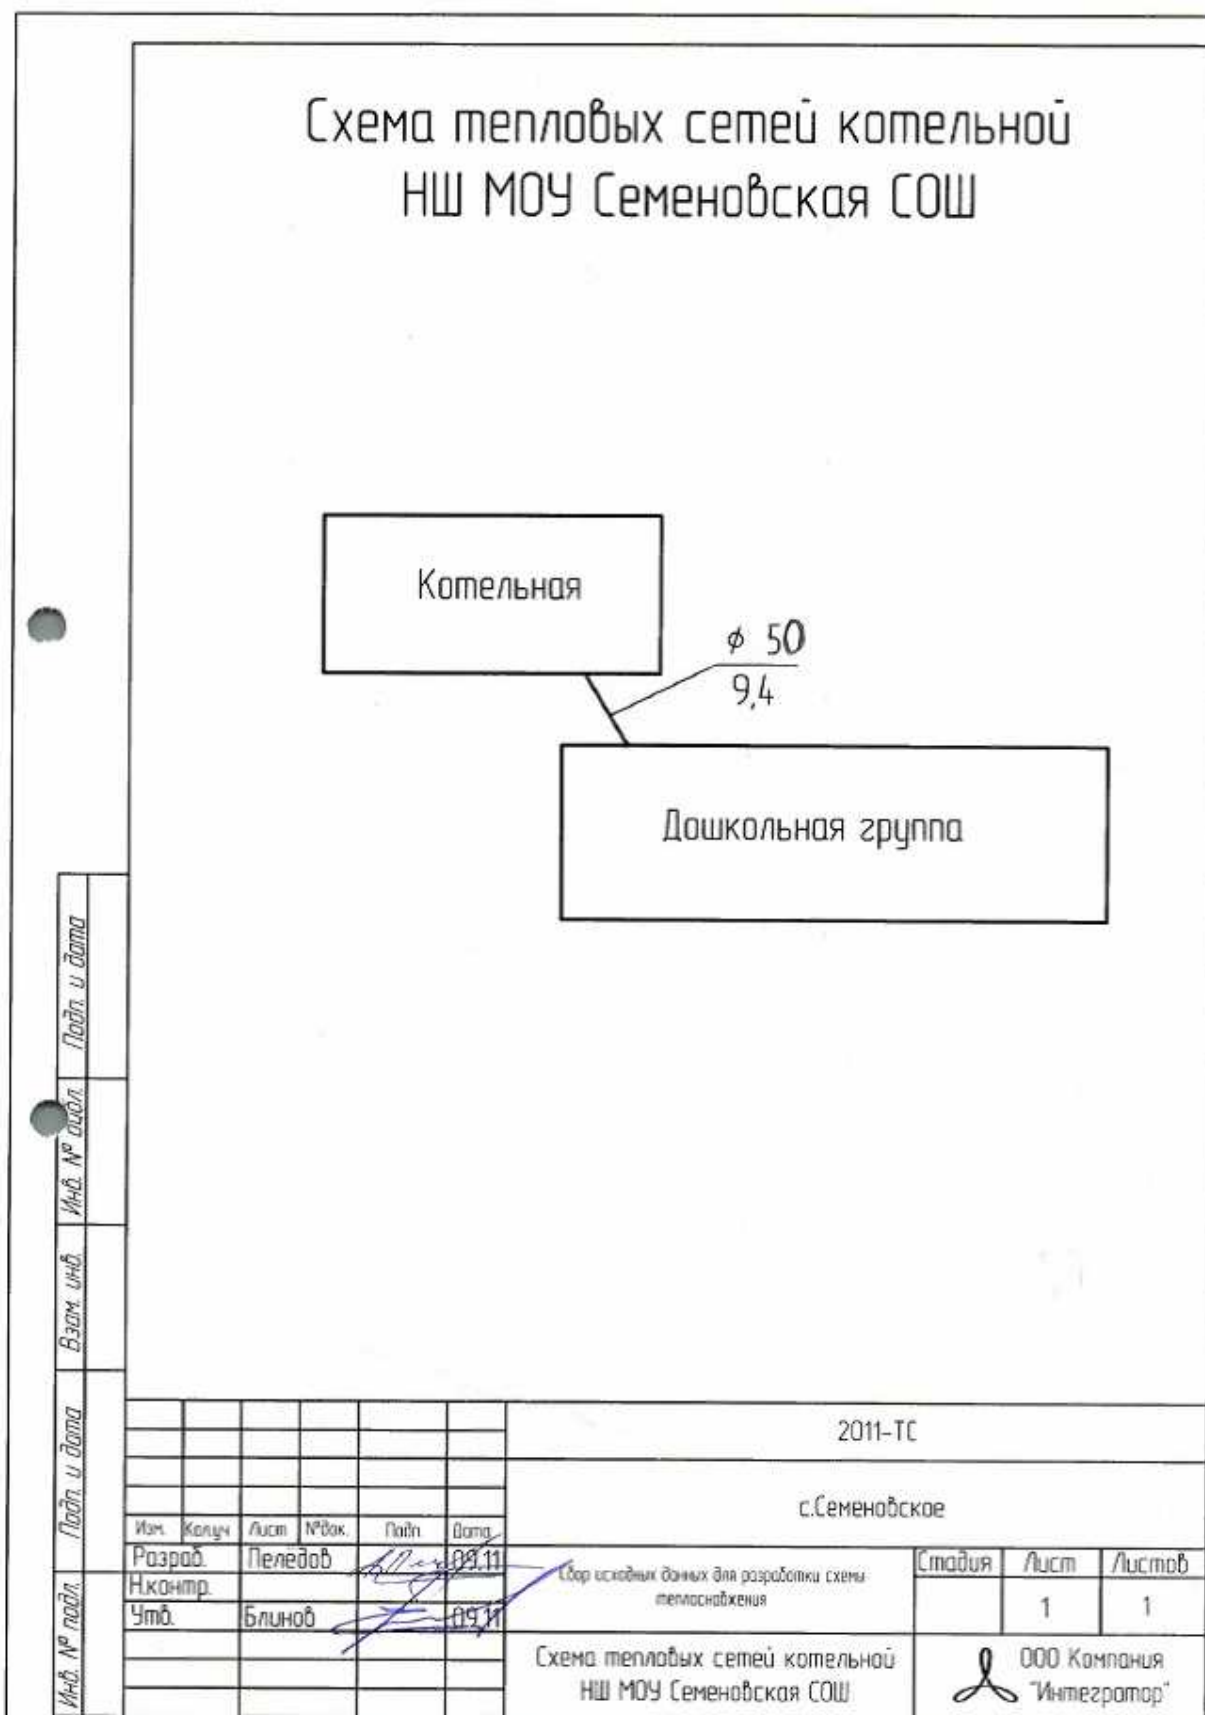 Схема тепловых сетей котельной
НШ МОУ Семеновская СОШ
Котельная
ϕ 50
9,4
Дошкольная группа
Подп. и дата
Инв. № дубл.
Взам. инв.
Подп. и дата
Инв. № подл.
2011-ТС
с.Семеновское
Изм. Колуч Лист №док. Подп Дата
Разраб. Пеледов 09.11
Н.контр.
Утв. Блинов 09.11
Сбор исходных данных для разработки схемы
теплоснабжения
Стадия Лист Листов
1 1
Схема тепловых сетей котельной
НШ МОУ Семеновская СОШ
ООО Компания
"Интегратор"